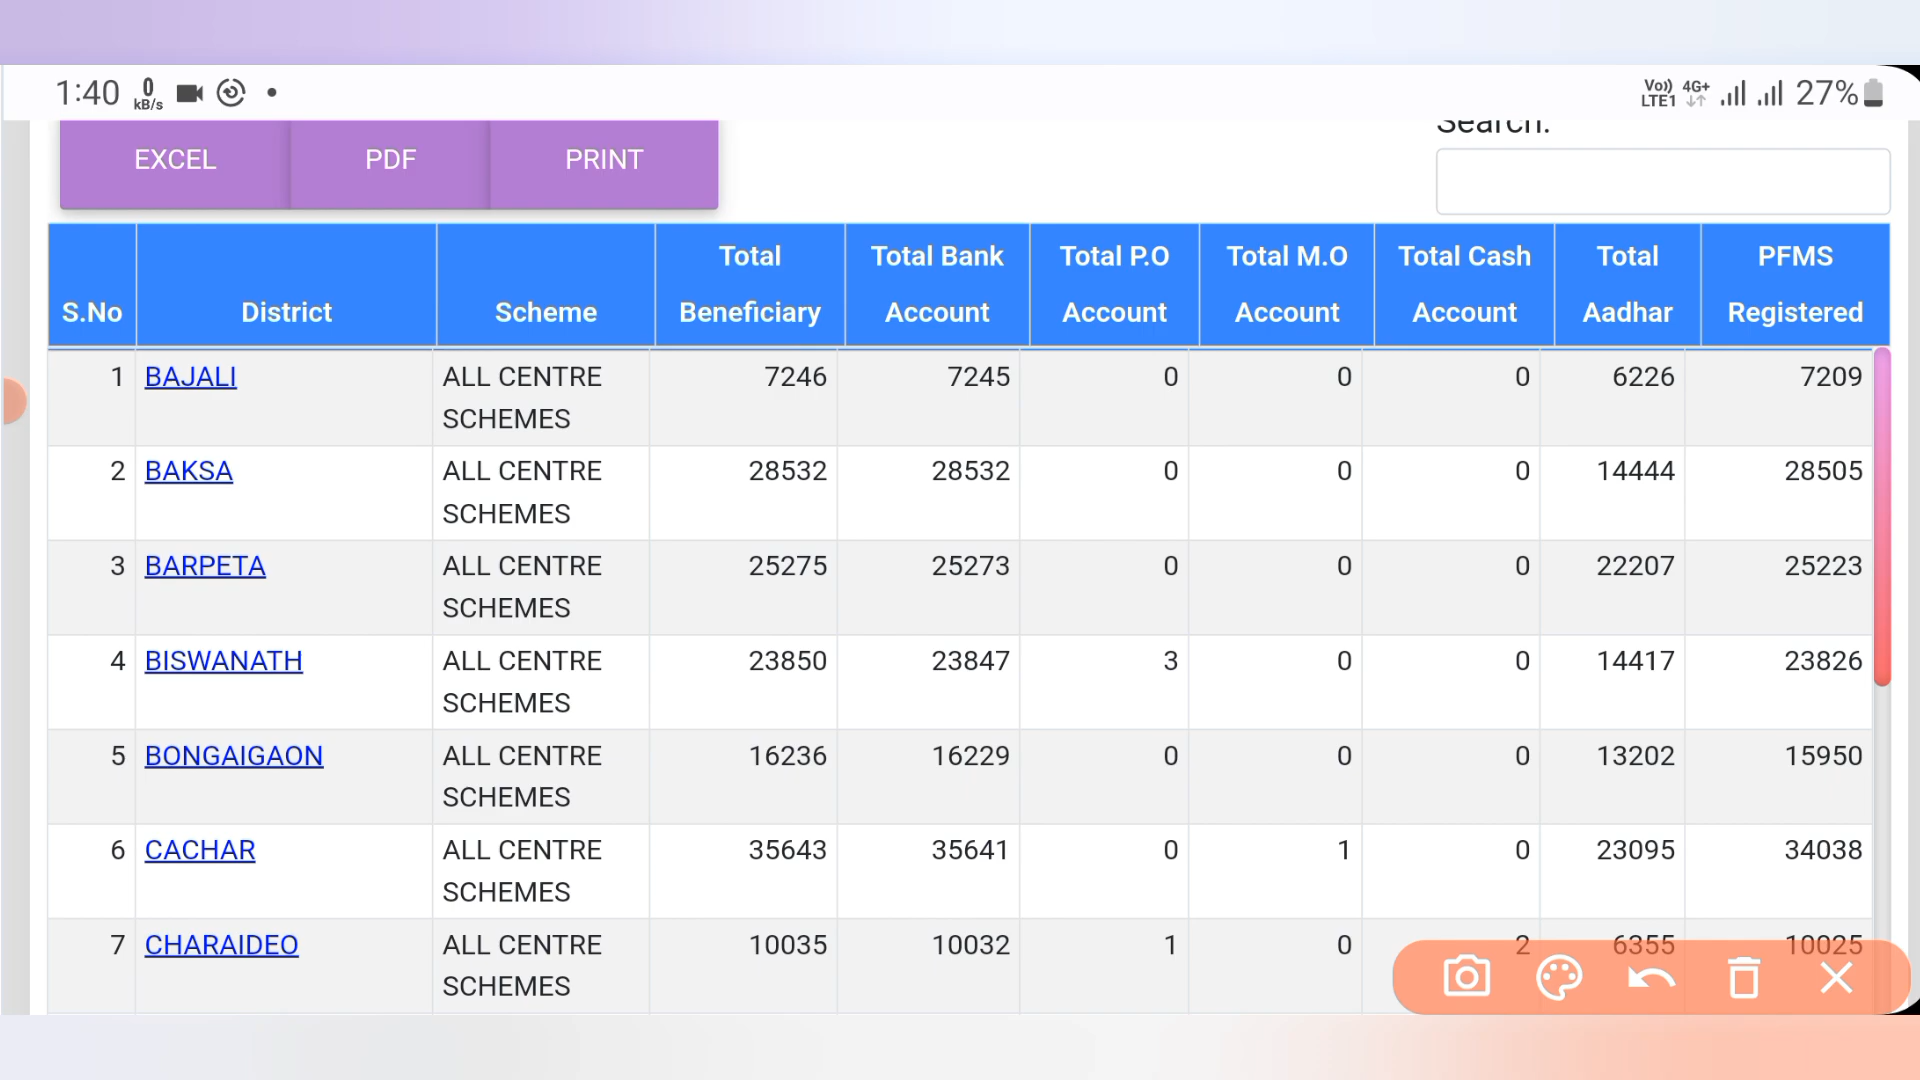 1:40 0 kB/s Vo)) LTE1 4G+ 27%
EXCEL PDF PRINT Search:
S.No District Scheme Total Beneficiary Total Bank Account Total P.O Account Total M.O Account Total Cash Account Total Aadhar PFMS Registered
1 BAJALI ALL CENTRE SCHEMES 7246 7245 0 0 0 6226 7209
2 BAKSA ALL CENTRE SCHEMES 28532 28532 0 0 0 14444 28505
3 BARPETA ALL CENTRE SCHEMES 25275 25273 0 0 0 22207 25223
4 BISWANATH ALL CENTRE SCHEMES 23850 23847 3 0 0 14417 23826
5 BONGAIGAON ALL CENTRE SCHEMES 16236 16229 0 0 0 13202 15950
6 CACHAR ALL CENTRE SCHEMES 35643 35641 0 1 0 23095 34038
7 CHARAIDEO ALL CENTRE SCHEMES 10035 10032 1 0 2 6355 10025